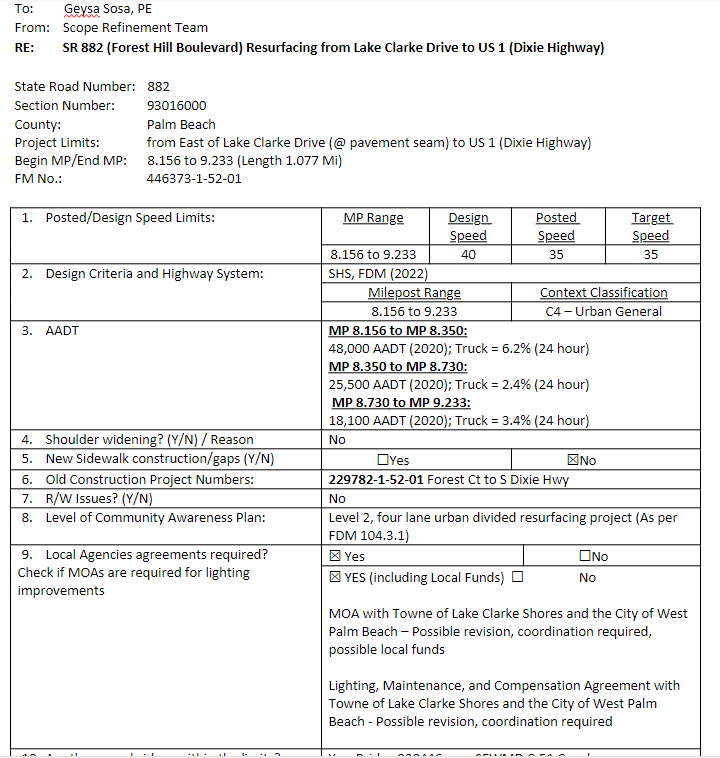 To: Geysa Sosa, PE
From: Scope Refinement Team
RE: SR 882 (Forest Hill Boulevard) Resurfacing from Lake Clarke Drive to US 1 (Dixie Highway)
State Road Number: 882
Section Number: 93016000
County: Palm Beach
Project Limits: from East of Lake Clarke Drive (@ pavement seam) to US 1 (Dixie Highway)
Begin MP/End MP: 8.156 to 9.233 (Length 1.077 Mi)
FM No.: 446373-1-52-01
1. Posted/Design Speed Limits: MP Range Design Posted Target
Speed Speed Speed
8.156 to 9.233 40 35 35
2. Design Criteria and Highway System: SHS, FDM (2022)
Milepost Range Context Classification
8.156 to 9.233 C4 – Urban General
3. AADT MP 8.156 to MP 8.350:
48,000 AADT (2020); Truck = 6.2% (24 hour)
MP 8.350 to MP 8.730:
25,500 AADT (2020); Truck = 2.4% (24 hour)
MP 8.730 to MP 9.233:
18,100 AADT (2020); Truck = 3.4% (24 hour)
4. Shoulder widening? (Y/N) / Reason No
5. New Sidewalk construction/gaps (Y/N) ☐Yes ☒No
6. Old Construction Project Numbers: 229782-1-52-01 Forest Ct to S Dixie Hwy
7. R/W Issues? (Y/N) No
8. Level of Community Awareness Plan: Level 2, four lane urban divided resurfacing project (As per
FDM 104.3.1)
9. Local Agencies agreements required? ☒ Yes ☐No
Check if MOAs are required for lighting ☒ YES (including Local Funds) ☐ No
improvements
MOA with Towne of Lake Clarke Shores and the City of West
Palm Beach – Possible revision, coordination required,
possible local funds
Lighting, Maintenance, and Compensation Agreement with
Towne of Lake Clarke Shores and the City of West Palm
Beach - Possible revision, coordination required